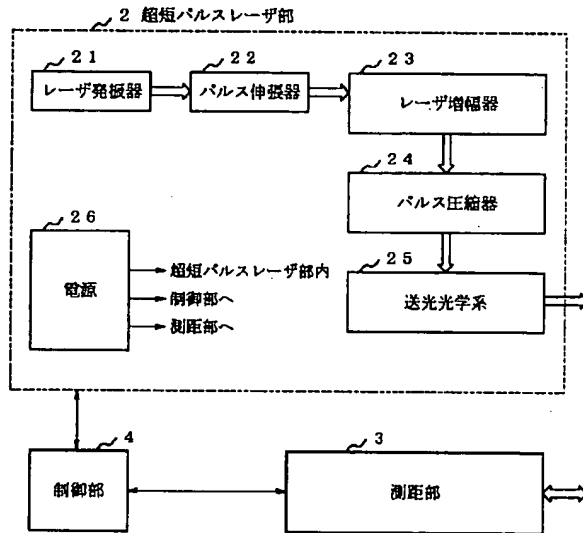 2 超短パルスレーザ部
21
レーザ発振器
22
パルス伸張器
23
レーザ増幅器
24
パルス圧縮器
25
送光光学系
26
電源
超短パルスレーザ部内
制御部へ
測距部へ
4
制御部
3
測距部